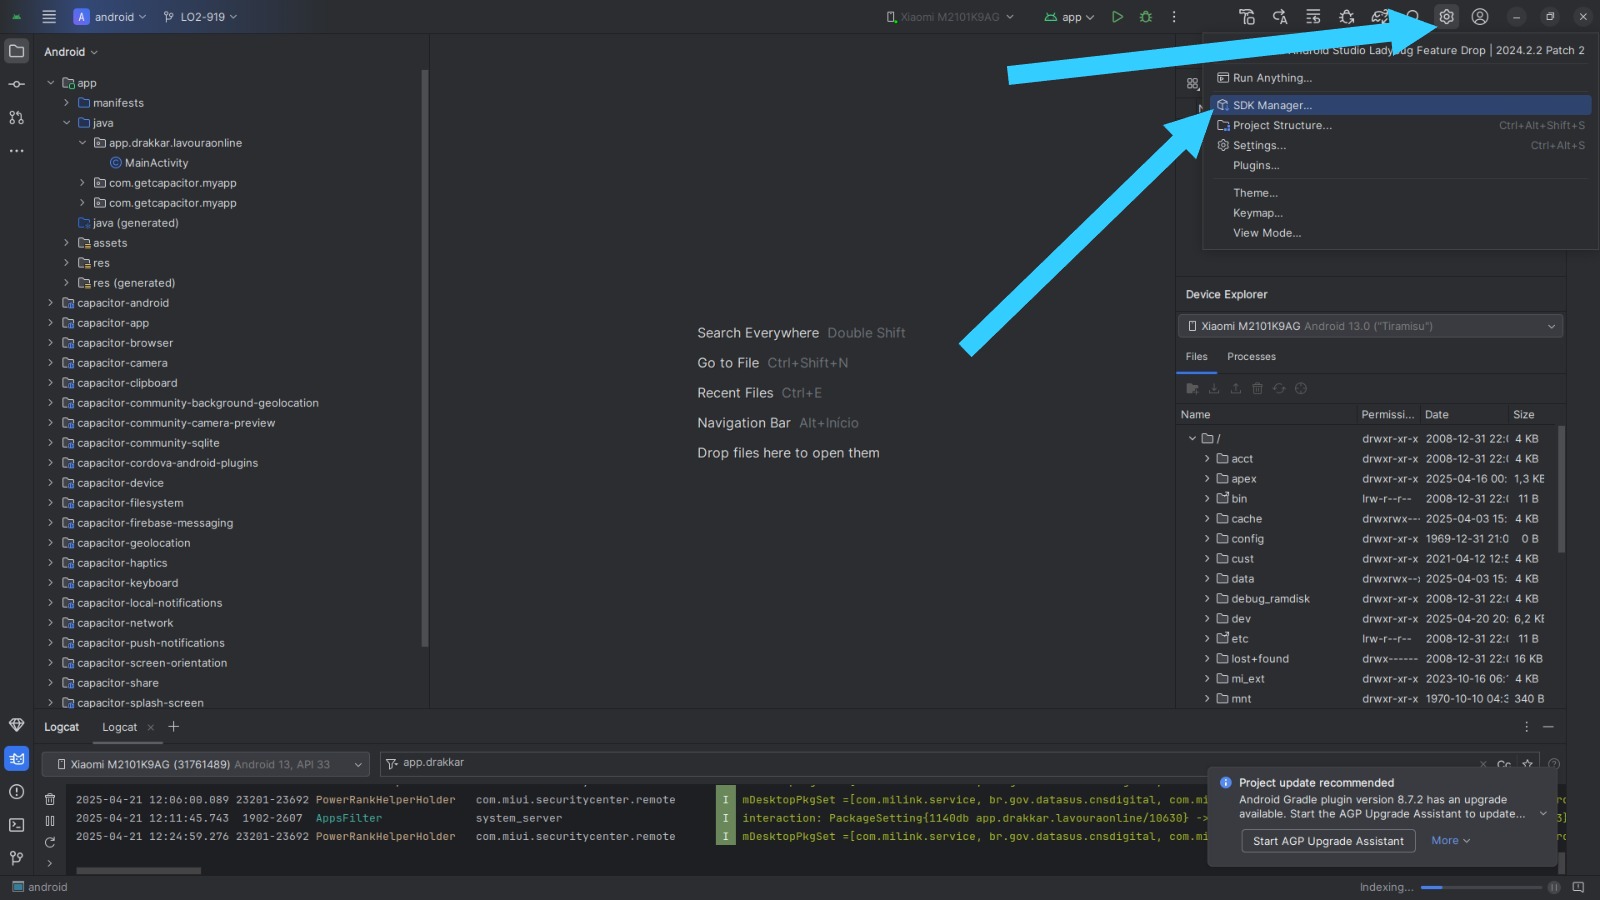 A android
LO2-919
Xiaomi M2101K9AG
app
Android
app
manifests
java
app.drakkar.lavouraonline
MainActivity
com.getcapacitor.myapp
com.getcapacitor.myapp
java (generated)
assets
res
res (generated)
capacitor-android
capacitor-app
capacitor-browser
capacitor-camera
capacitor-clipboard
capacitor-community-background-geolocation
capacitor-community-camera-preview
capacitor-community-sqlite
capacitor-cordova-android-plugins
capacitor-device
capacitor-filesystem
capacitor-firebase-messaging
capacitor-geolocation
capacitor-haptics
capacitor-keyboard
capacitor-local-notifications
capacitor-network
capacitor-push-notifications
capacitor-screen-orientation
capacitor-share
capacitor-splash-screen
Search Everywhere Double Shift
Go to File Ctrl+Shift+N
Recent Files Ctrl+E
Navigation Bar Alt+Início
Drop files here to open them
Studio Feature Drop | 2024.2.2 Patch 2
Run Anything...
SDK Manager...
Project Structure... Ctrl+Alt+Shift+S
Settings... Ctrl+Alt+S
Plugins...
Theme...
Keymap...
View Mode...
Device Explorer
Xiaomi M2101K9AG Android 13.0 ("Tiramisu")
Files Processes
Name Permissi... Date Size
/ drwxr-xr-x 2008-12-31 22:( 4 KB
acct drwxr-xr-x 2008-12-31 22:( 4 KB
apex drwxr-xr-x 2025-04-16 00: 1,3 KE
bin lrw-r--r-- 2008-12-31 22:( 11 B
cache drwxrwx--- 2025-04-03 15: 4 KB
config drwxr-xr-x 1969-12-31 21:0 0 B
cust drwxr-xr-x 2021-04-12 12:5 4 KB
data drwxrwx--x 2025-04-03 15: 4 KB
debug_ramdisk drwxr-xr-x 2008-12-31 22:( 4 KB
dev drwxr-xr-x 2025-04-20 20: 6,2 KE
etc lrw-r--r-- 2008-12-31 22:( 11 B
lost+found drwx------ 2008-12-31 22:( 16 KB
mi_ext drwxr-xr-x 2023-10-16 06: 4 KB
mnt drwxr-xr-x 1970-10-10 04:3 340 B
Logcat Logcat
Xiaomi M2101K9AG (31761489) Android 13, API 33
app.drakkar
Cc
2025-04-21 12:06:00.089 23201-23692 PowerRankHelperHolder com.miui.securitycenter.remote I mDesktopPkgSet =[com.milink.service, br.gov.datasus.cnsdigital, com.mi
2025-04-21 12:11:45.743 1902-2607 AppsFilter system_server I interaction: PackageSetting{1140db app.drakkar.lavouraonline/10630} ->
2025-04-21 12:24:59.276 23201-23692 PowerRankHelperHolder com.miui.securitycenter.remote I mDesktopPkgSet =[com.milink.service, br.gov.datasus.cnsdigital, com.mi
Project update recommended
Android Gradle plugin version 8.7.2 has an upgrade
available. Start the AGP Upgrade Assistant to update...
Start AGP Upgrade Assistant More
android
Indexing...